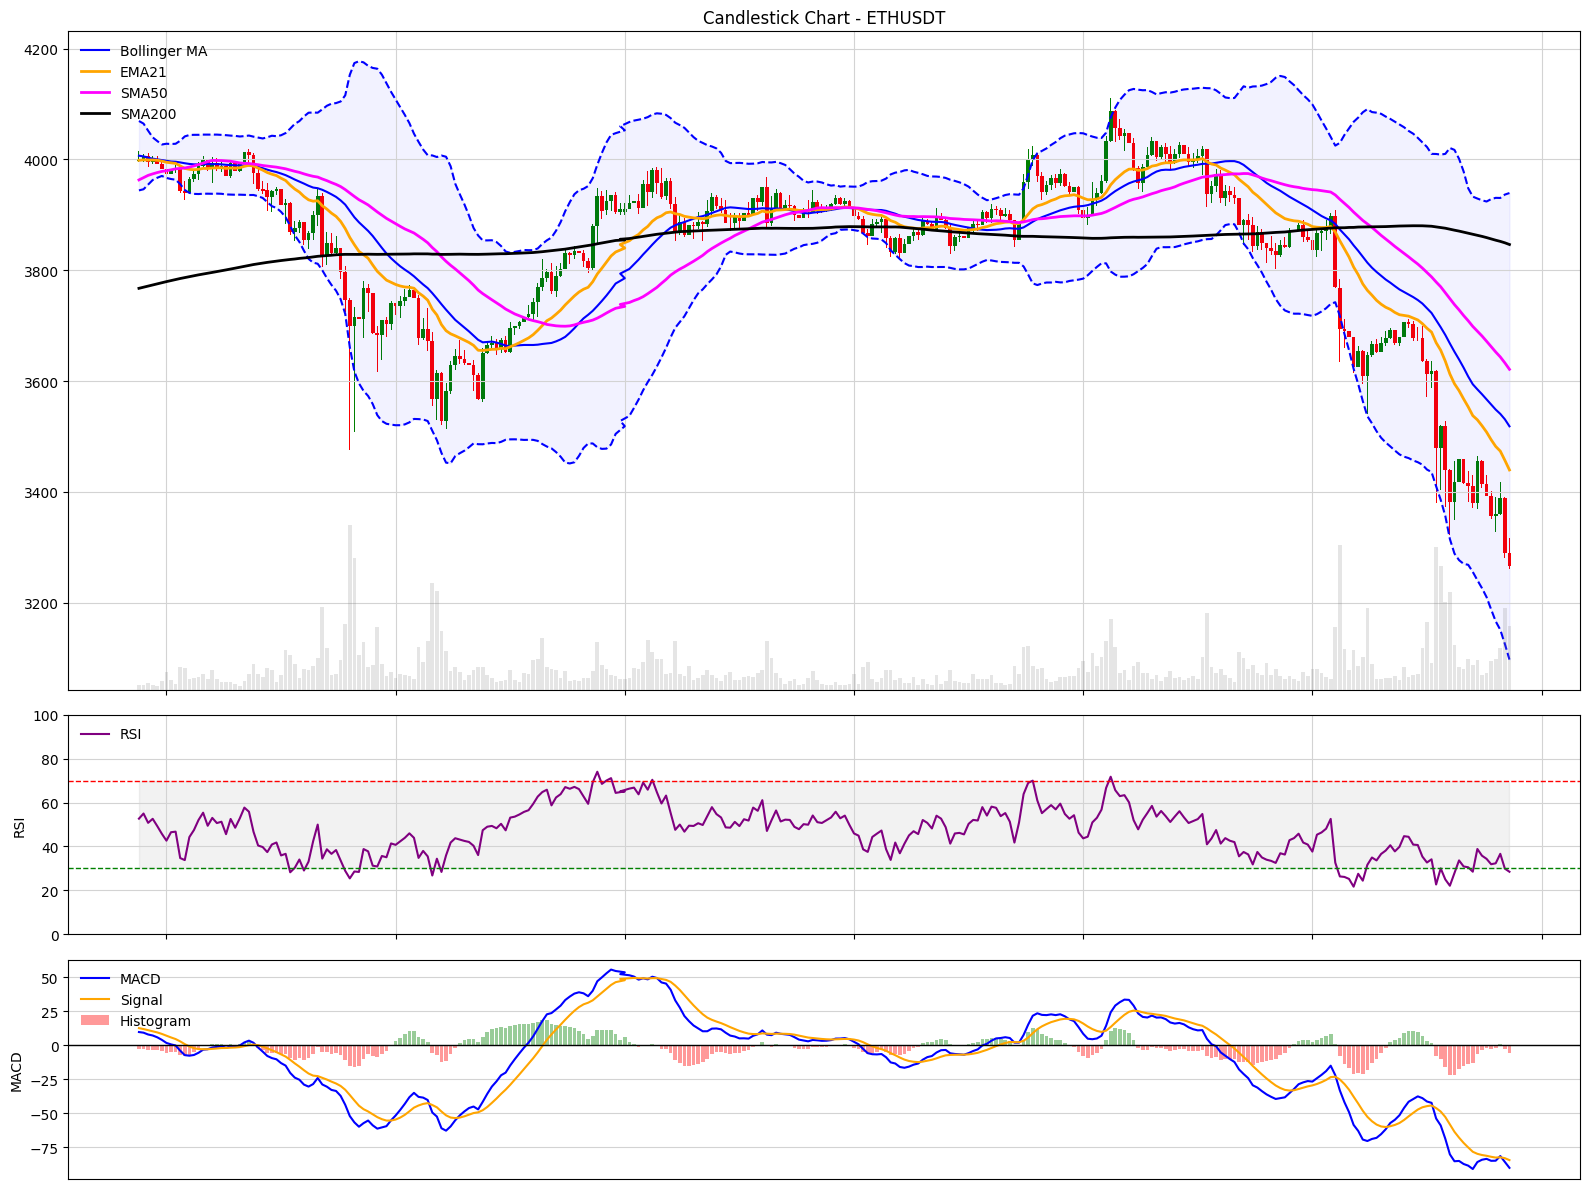 Candlestick Chart - ETHUSDT
4200
4000
3800
3600
3400
3200
Bollinger MA
EMA21
SMA50
SMA200
100
80
60
40
20
0
RSI
RSI
50
25
0
−25
−50
−75
MACD
MACD
Signal
Histogram